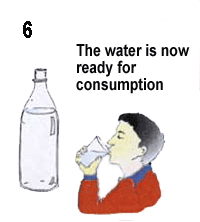 6
The water is now
ready for
consumption